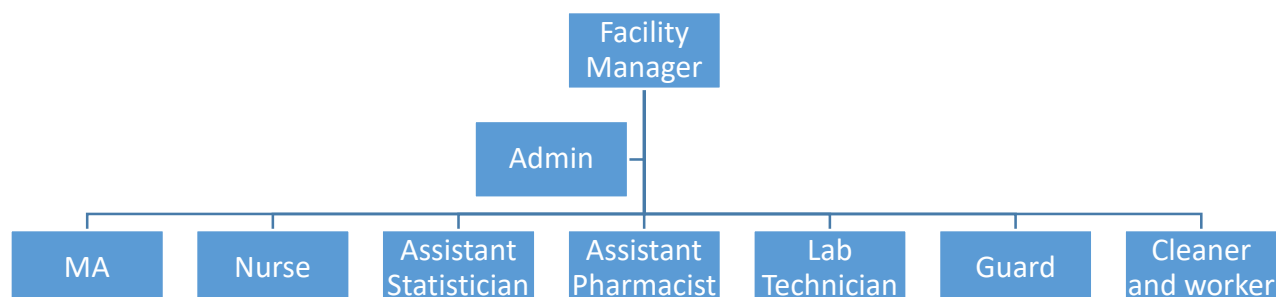 Facility
Manager
Admin
MA
Nurse
Assistant
Statistician
Assistant
Pharmacist
Lab
Technician
Guard
Cleaner
and worker